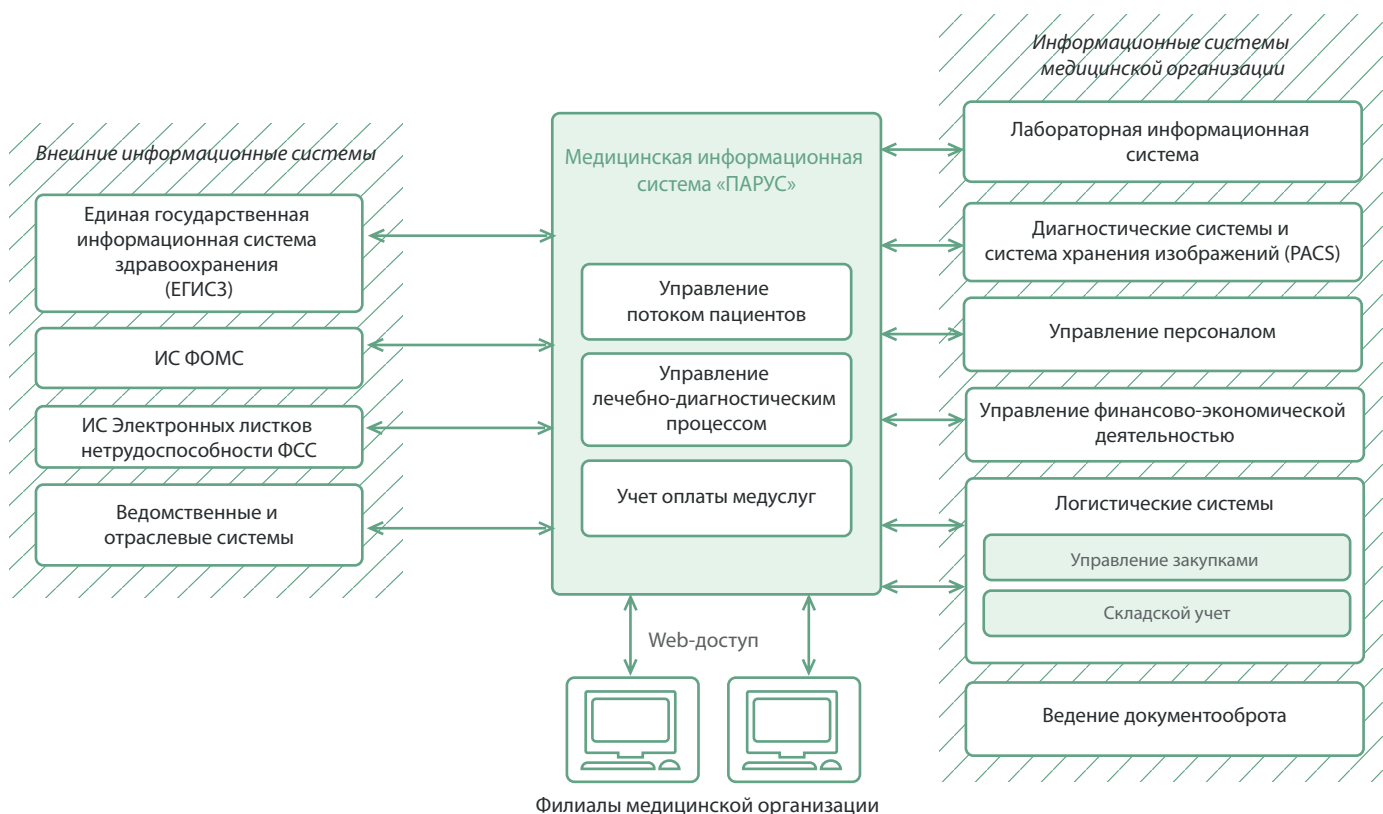 Внешние информационные системы
Единая государственная
информационная система
здравоохранения
(ЕГИСЗ)
ИС ФОМС
ИС Электронных листков
нетрудоспособности ФСС
Ведомственные и
отраслевые системы
Медицинская информационная
система «ПАРУС»
Управление
потоком пациентов
Управление
лечебно-диагностическим
процессом
Учет оплаты медуслуг
Web-доступ
Филиалы медицинской организации
Информационные системы
медицинской организации
Лабораторная информационная
система
Диагностические системы и
система хранения изображений (PACS)
Управление персоналом
Управление финансово-экономической
деятельностью
Логистические системы
Управление закупками
Складской учет
Ведение документооброта